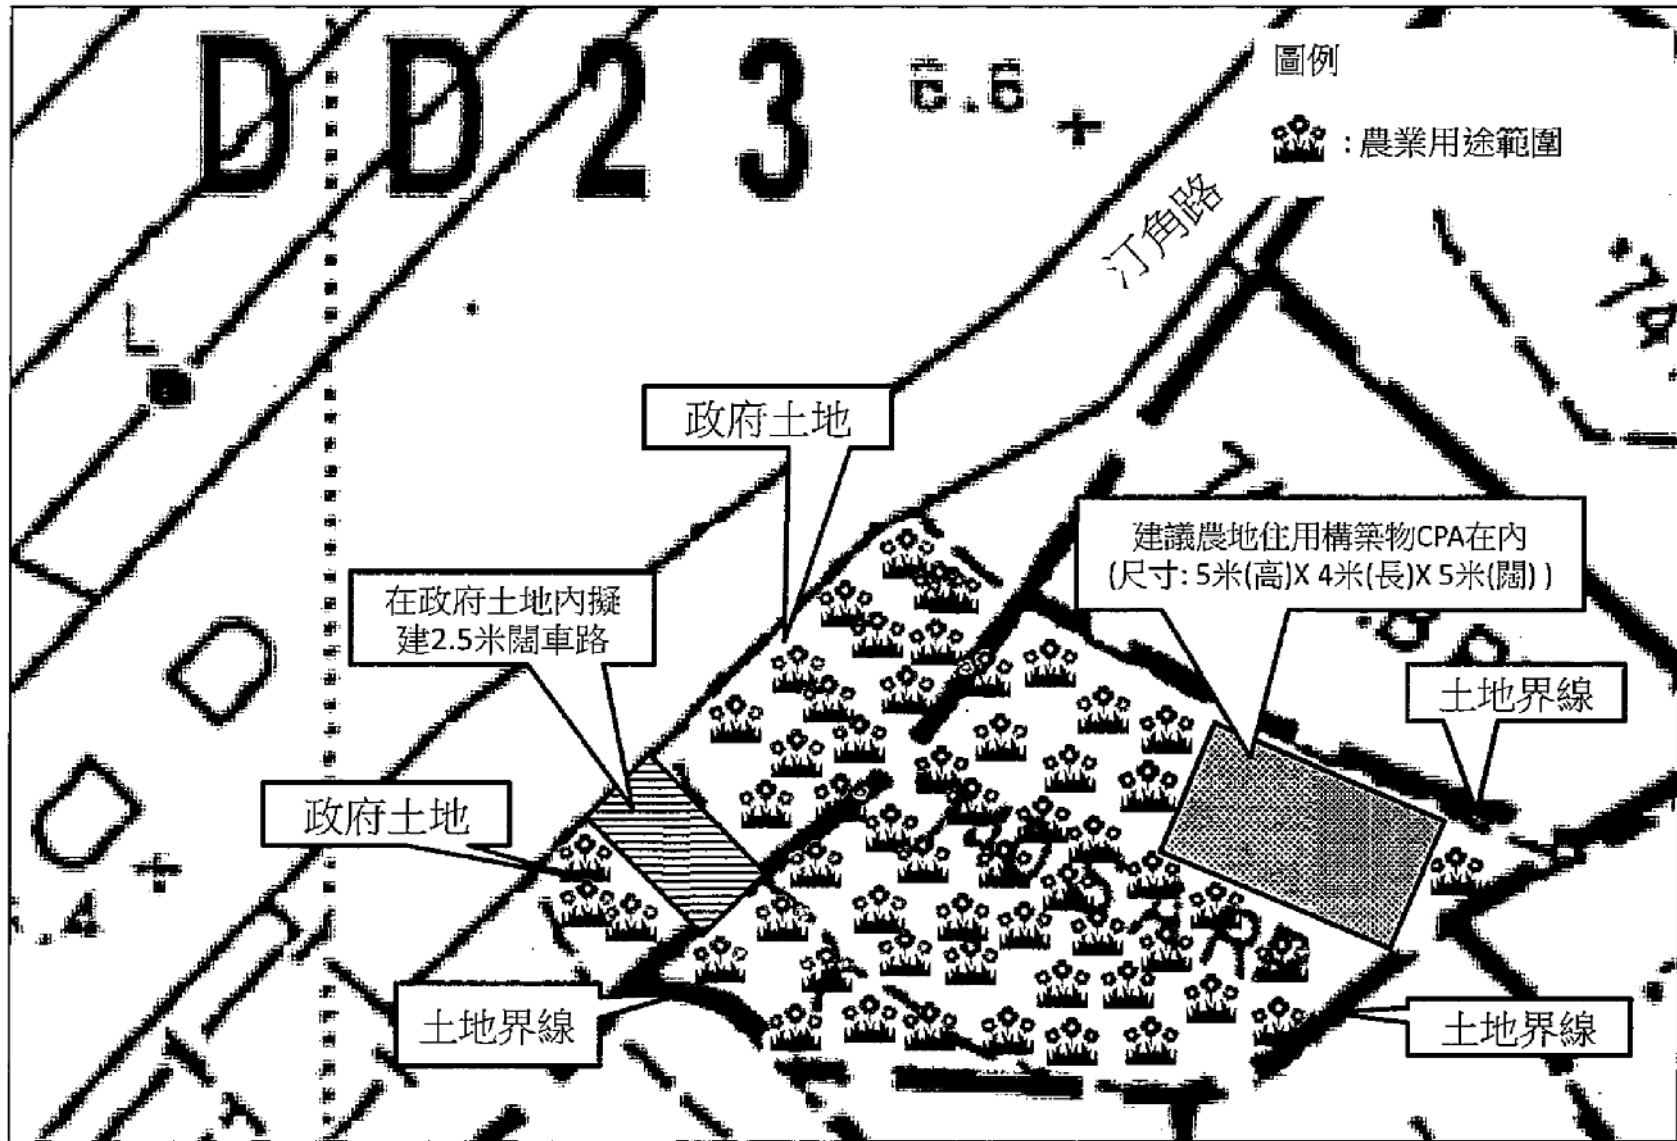 DD23
6.6
圖例
: 農業用途範圍
汀角路
L
政府土地
建議農地住用構築物CPA在內
(尺寸: 5米(高)X 4米(長)X 5米(闊) )
在政府土地內擬
建2.5米闊車路
土地界線
政府土地
.4
土地界線
土地界線